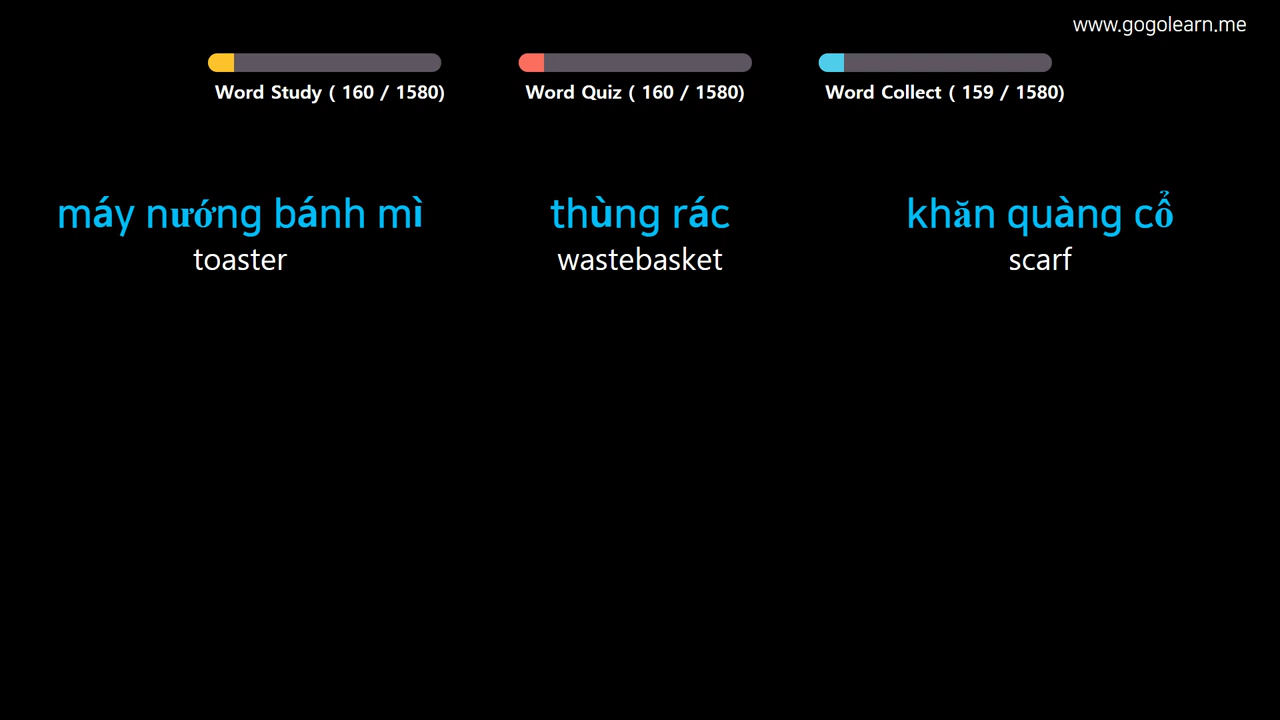 www.gogolearn.me
Word Study ( 160 / 1580)
Word Quiz ( 160 / 1580)
Word Collect ( 159 / 1580)
máy nướng bánh mì
toaster
thùng rác
wastebasket
khăn quàng cổ
scarf